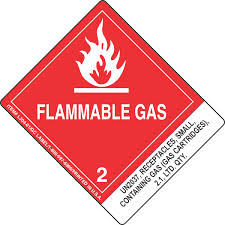 FLAMMABLE GAS
2
UN2037, RECEPTACLES, SMALL,
CONTAINING GAS (GAS CARTRIDGES),
2.1, LTD. QTY.